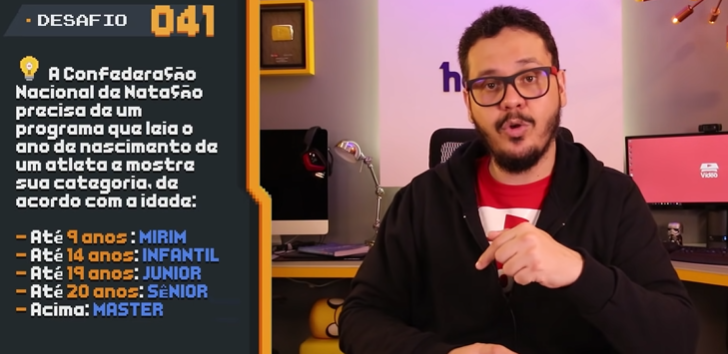 · DESAFIO 041
A Confederação
Nacional de Natação
precisa de um
programa que leia o
ano de nascimento de
um atleta e mostre
sua categoria, de
acordo com a idade:
- Até 9 anos: MIRIM
- Até 14 anos: INFANTIL
- Até 19 anos: JUNIOR
- Até 20 anos: SÊNIOR
- Acima: MASTER